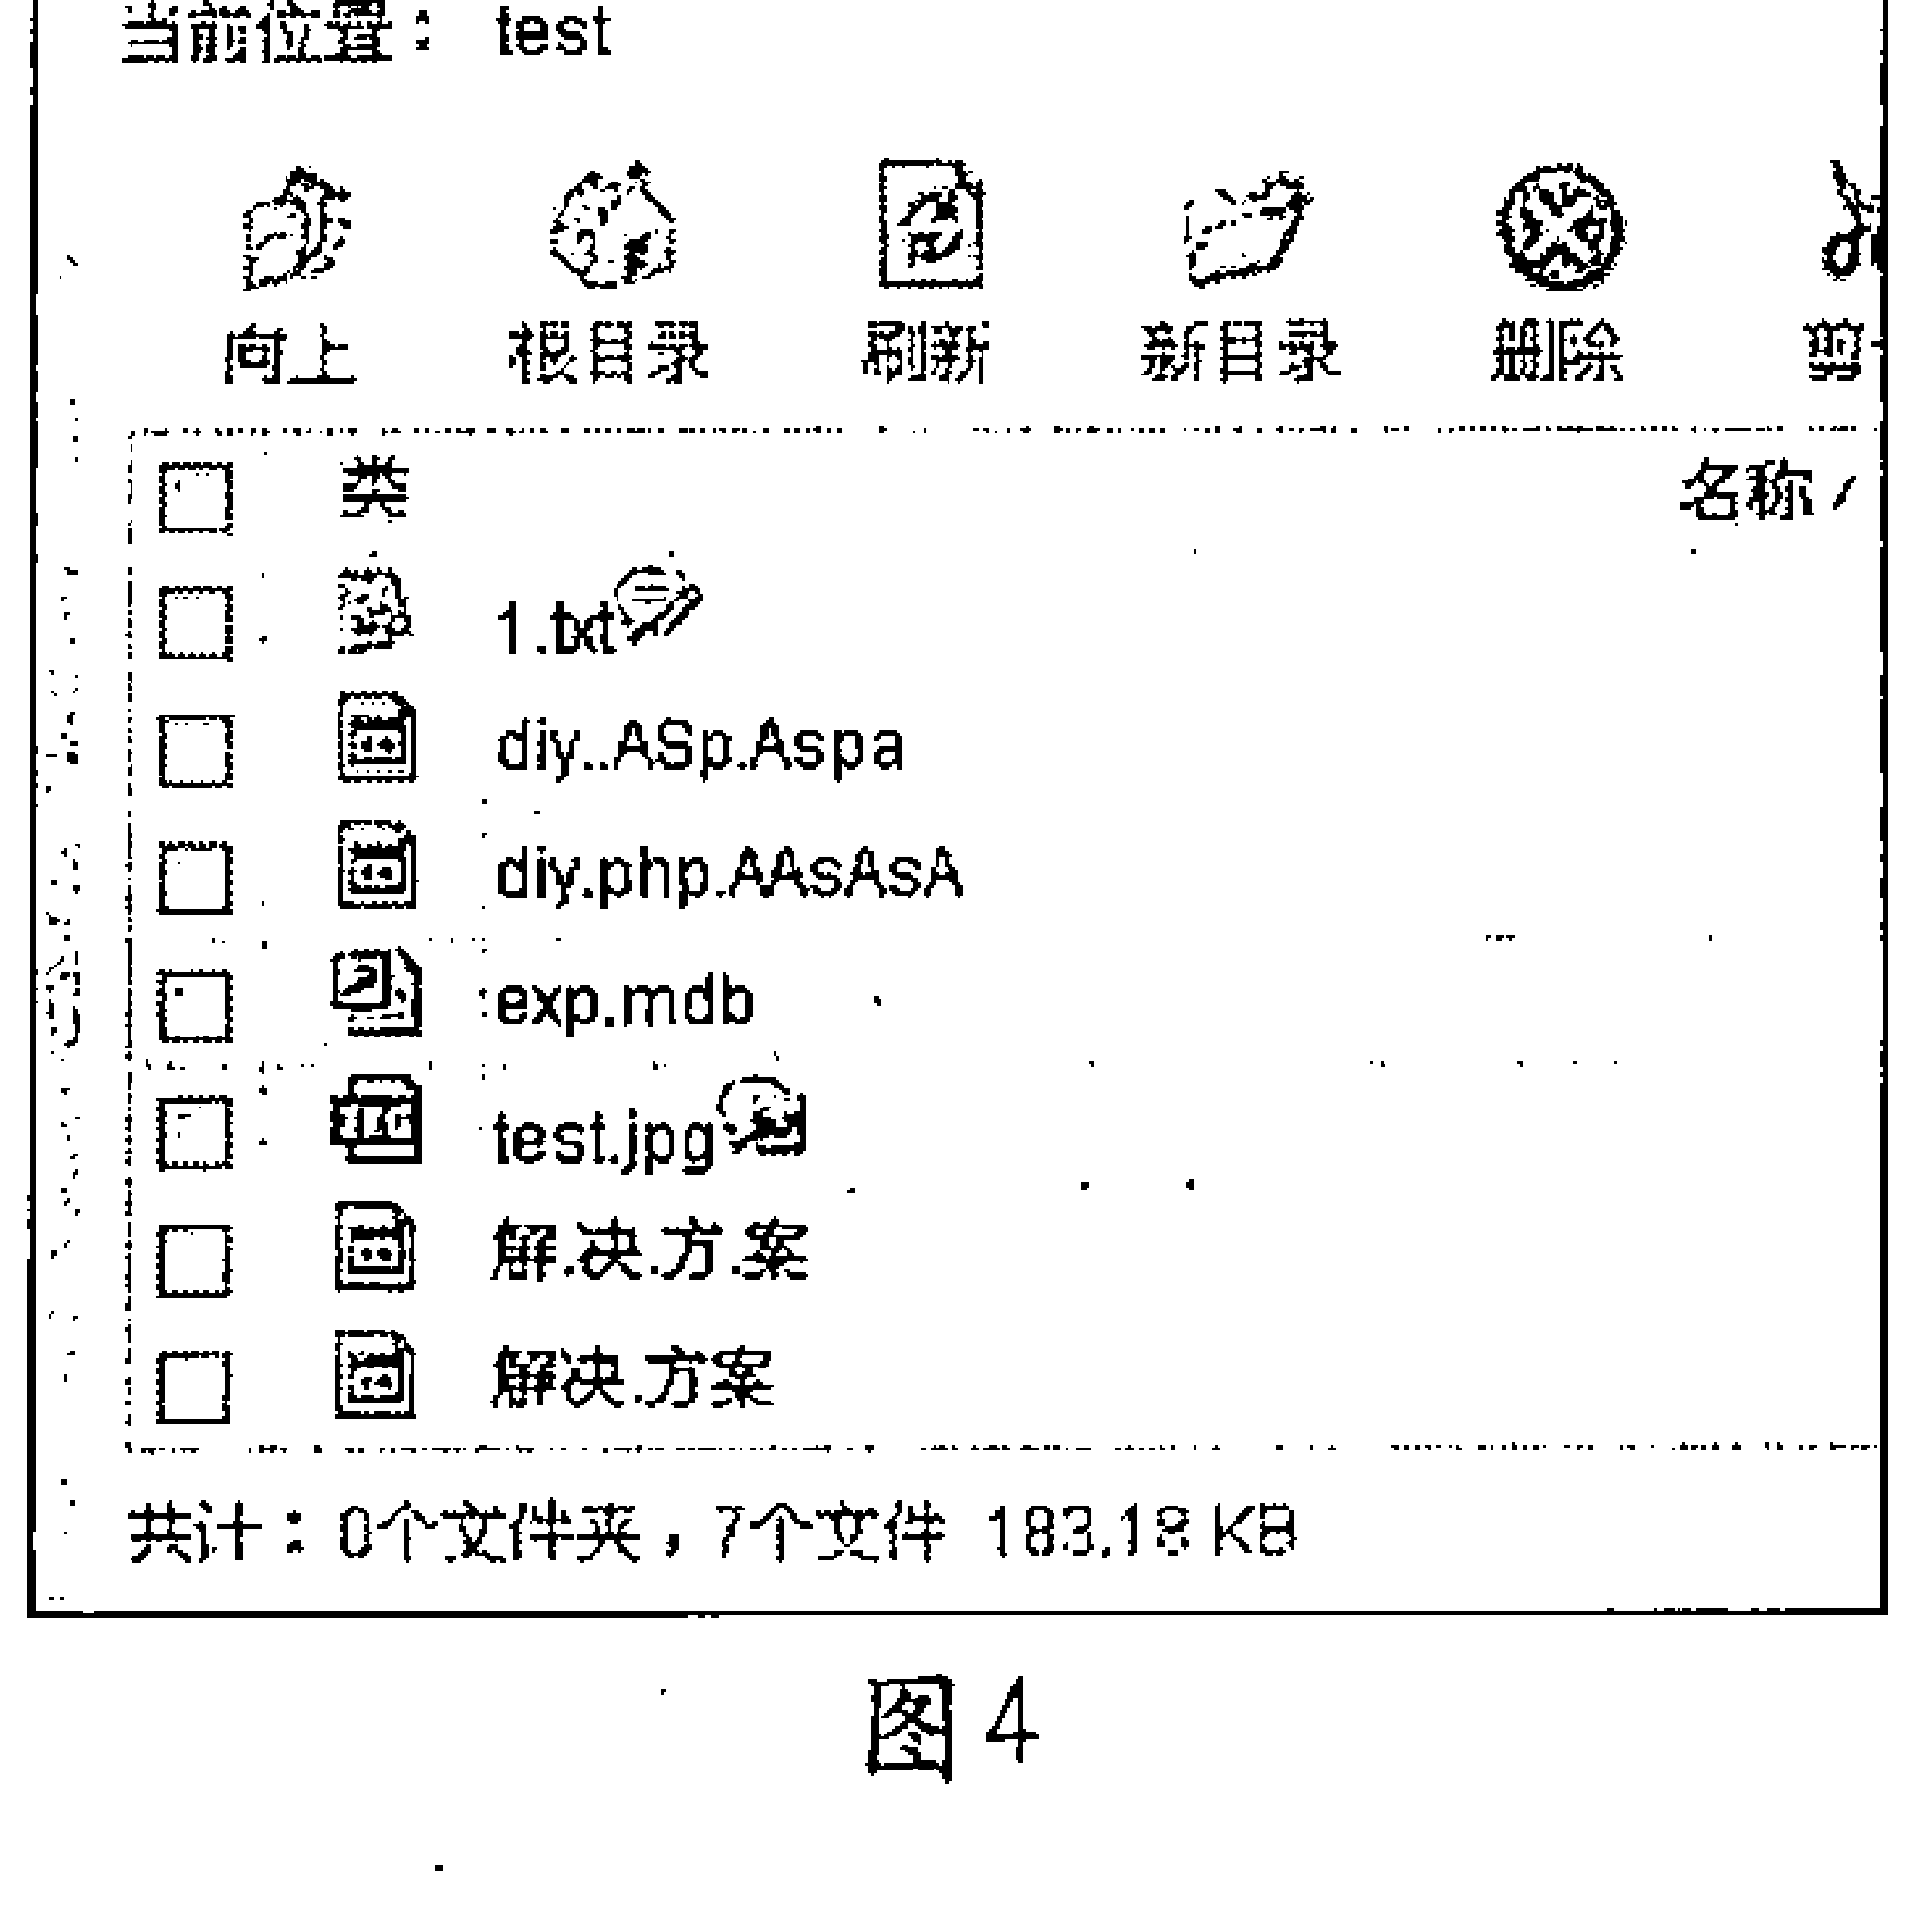 当前位置： test
向上 根目录 刷新 新目录 删除 剪
类 名称
1.txt
diy..ASp.Aspa
diy.php.AAsAsA
exp.mdb
test.jpg
解.决.方.案
解决.方案
共计：0个文件夹，7个文件 183.18 KB
图 4